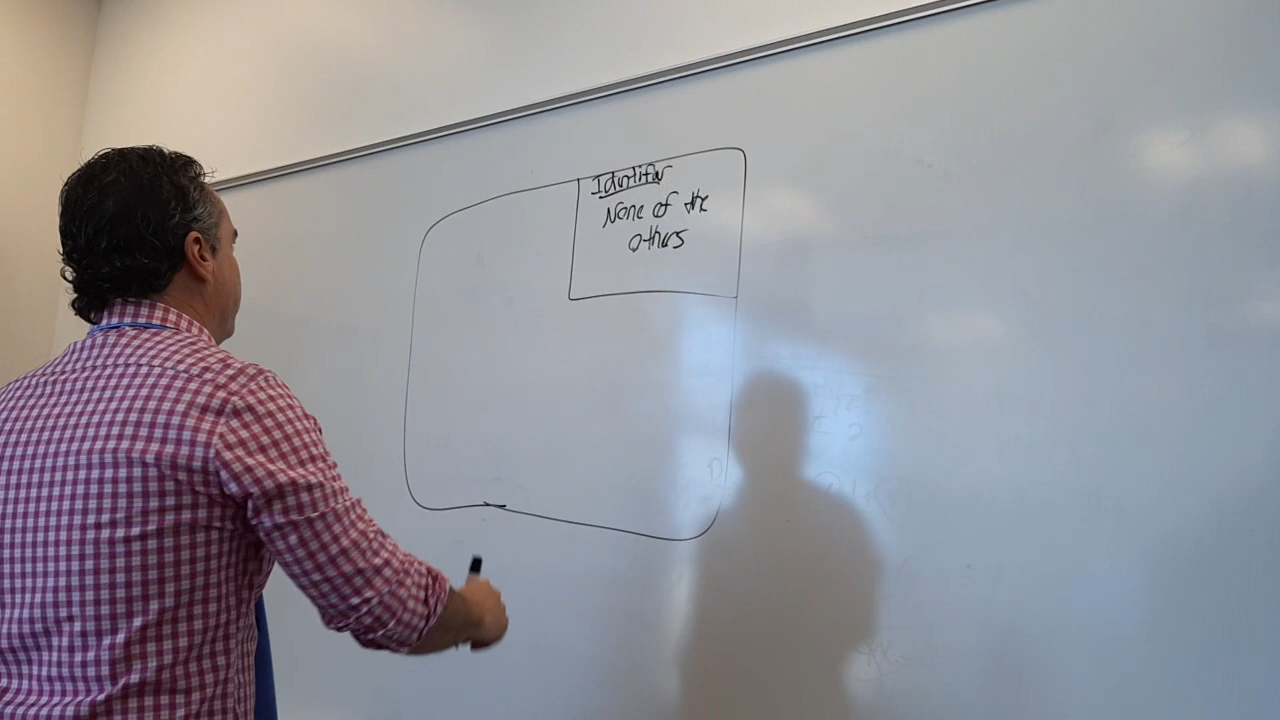 Identifier
None of the
others